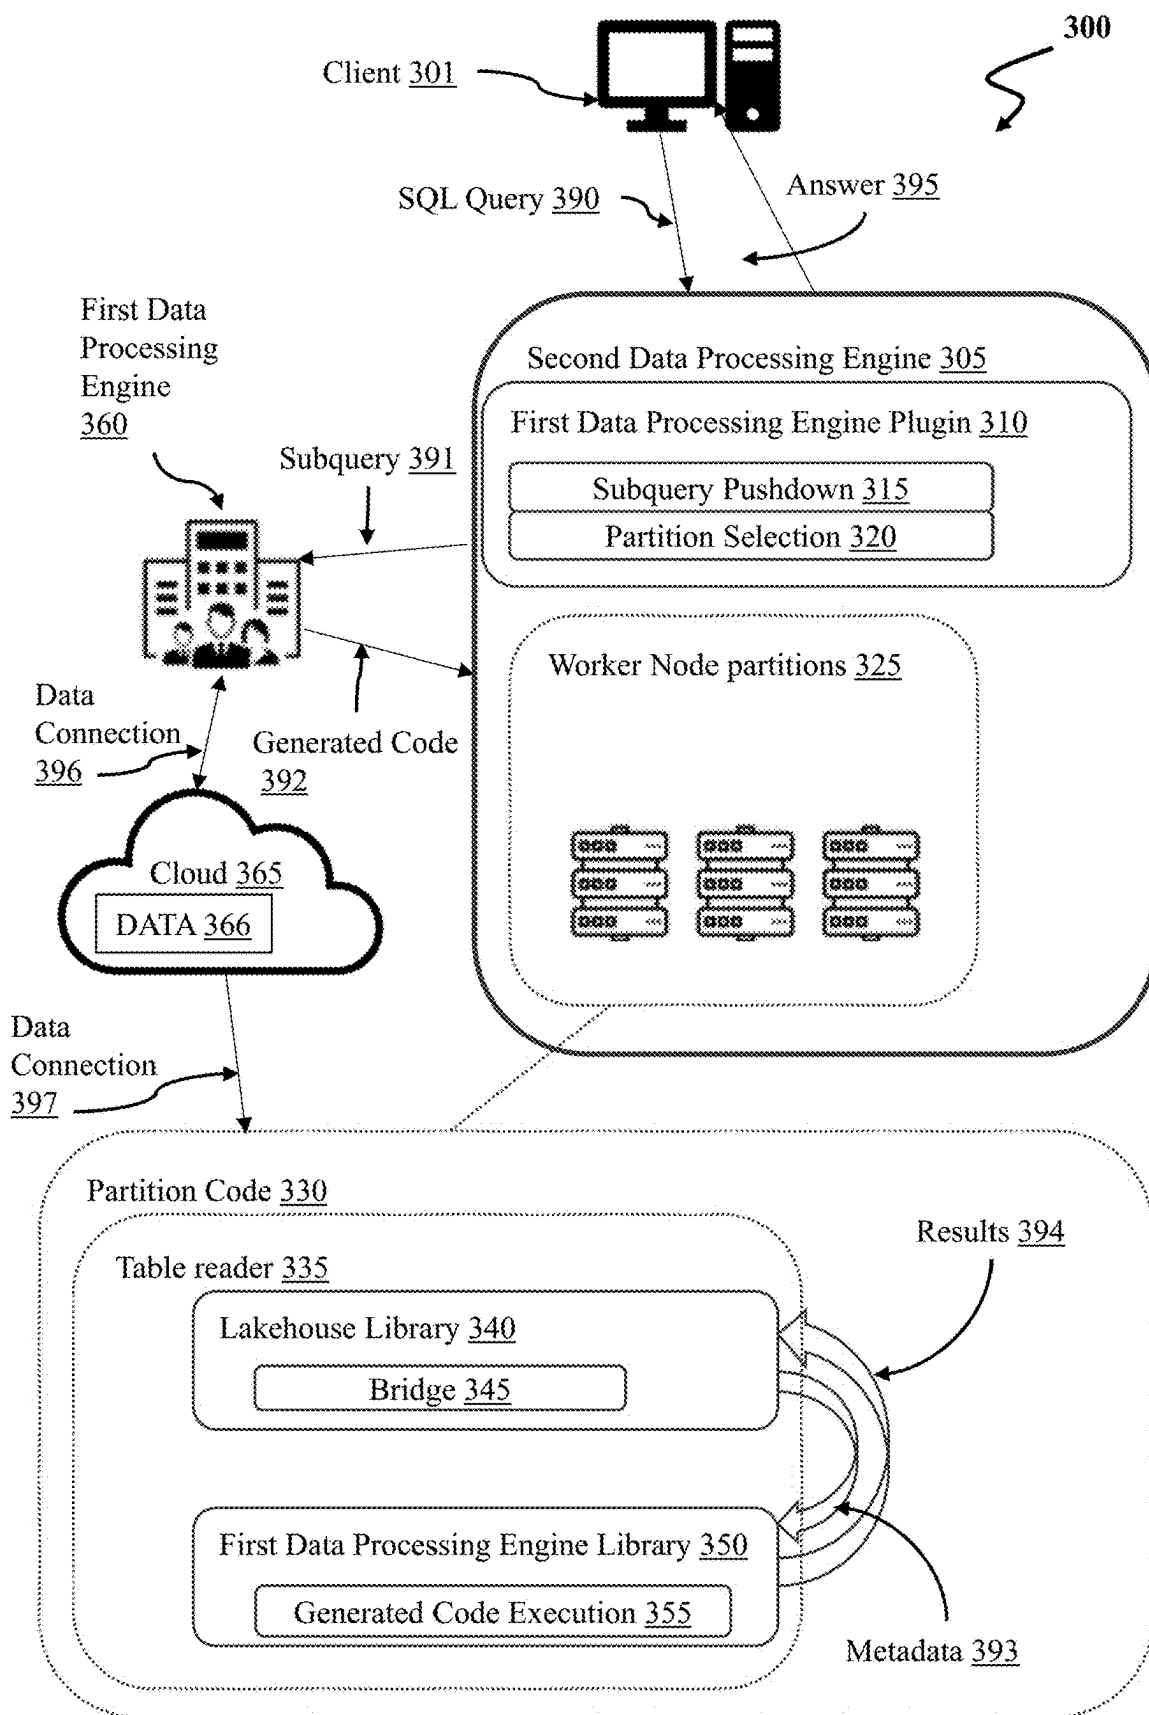 300
Client 301
SQL Query 390
Answer 395
First Data
Processing
Engine
360
Second Data Processing Engine 305
First Data Processing Engine Plugin 310
Subquery 391
Subquery Pushdown 315
Partition Selection 320
Worker Node partitions 325
Data
Connection
396
Generated Code
392
Cloud 365
DATA 366
Data
Connection
397
Partition Code 330
Results 394
Table reader 335
Lakehouse Library 340
Bridge 345
First Data Processing Engine Library 350
Generated Code Execution 355
Metadata 393